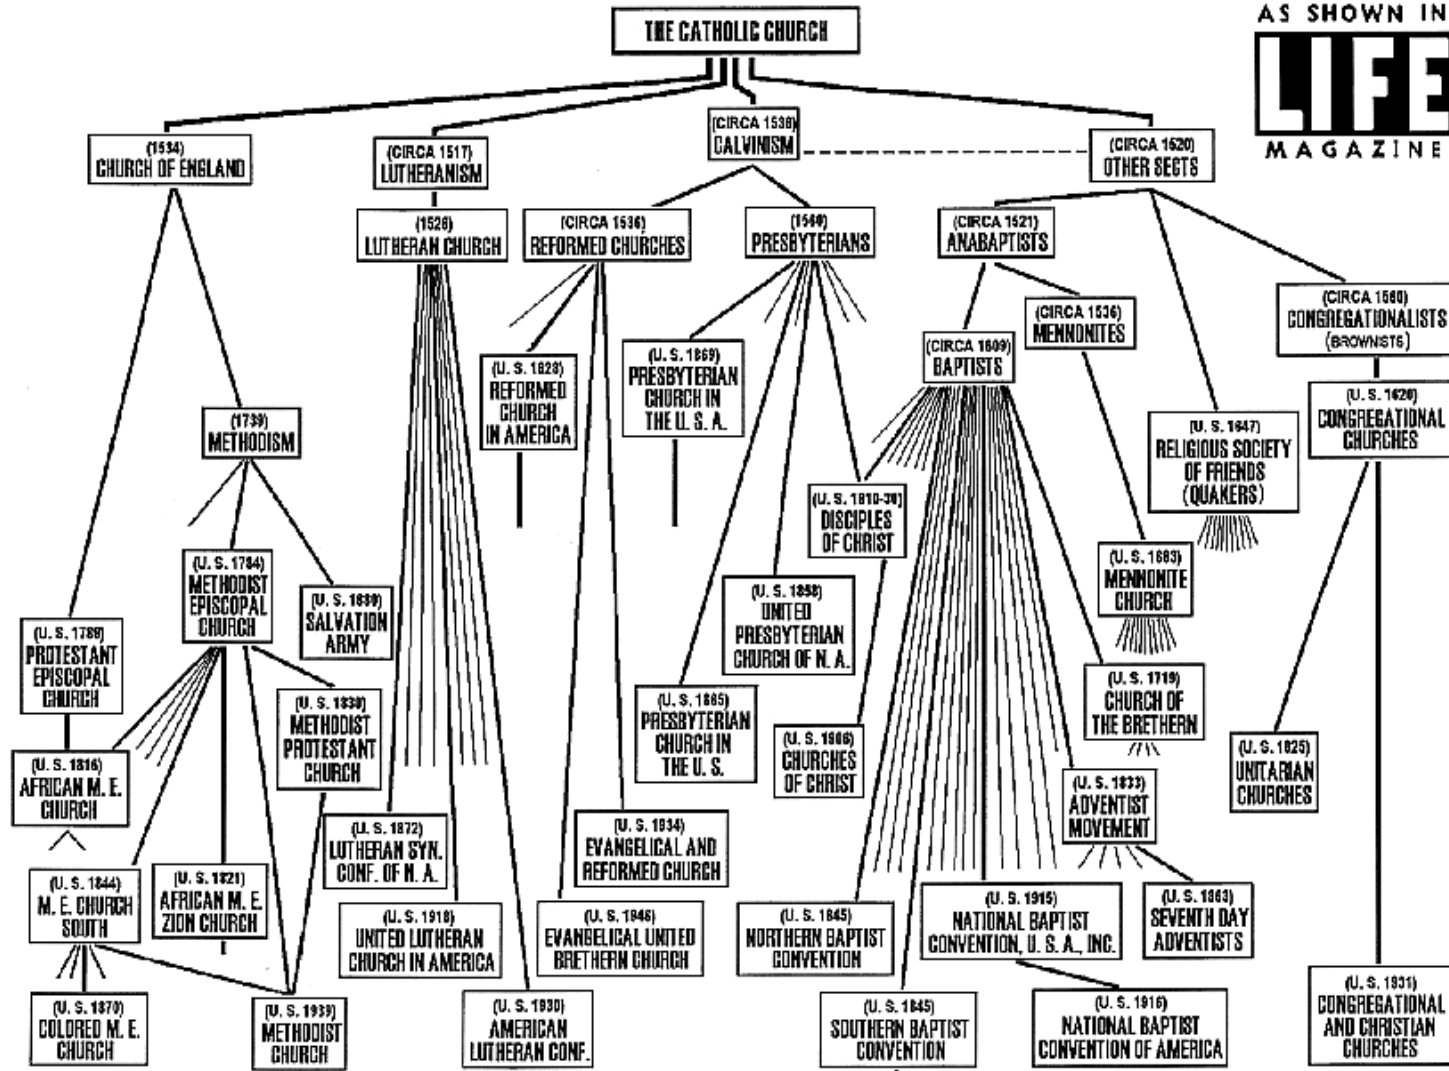 AS SHOWN IN
LIFE
MAGAZINE
THE CATHOLIC CHURCH
(1534)
CHURCH OF ENGLAND
(CIRCA 1517)
LUTHERANISM
(CIRCA 1536)
CALVINISM
(CIRCA 1520)
OTHER SECTS
(1526)
LUTHERAN CHURCH
(CIRCA 1536)
REFORMED CHURCHES
(1560)
PRESBYTERIANS
(CIRCA 1521)
ANABAPTISTS
(CIRCA 1536)
MENNONITES
(CIRCA 1560)
CONGREGATIONALISTS
(BROWNISTS)
(CIRCA 1609)
BAPTISTS
(U. S. 1628)
REFORMED
CHURCH
IN AMERICA
(U. S. 1869)
PRESBYTERIAN
CHURCH IN
THE U. S. A.
(U. S. 1620)
CONGREGATIONAL
CHURCHES
(1739)
METHODISM
(U. S. 1647)
RELIGIOUS SOCIETY
OF FRIENDS
(QUAKERS)
(U. S. 1810-30)
DISCIPLES
OF CHRIST
(U. S. 1784)
METHODIST
EPISCOPAL
CHURCH
(U. S. 1880)
SALVATION
ARMY
(U. S. 1858)
UNITED
PRESBYTERIAN
CHURCH OF N. A.
(U. S. 1683)
MENNONITE
CHURCH
(U. S. 1789)
PROTESTANT
EPISCOPAL
CHURCH
(U. S. 1830)
METHODIST
PROTESTANT
CHURCH
(U. S. 1865)
PRESBYTERIAN
CHURCH IN
THE U. S.
(U. S. 1906)
CHURCHES
OF CHRIST
(U. S. 1719)
CHURCH OF
THE BRETHERN
(U. S. 1825)
UNITARIAN
CHURCHES
(U. S. 1816)
AFRICAN M. E.
CHURCH
(U. S. 1833)
ADVENTIST
MOVEMENT
(U. S. 1872)
LUTHERAN SYN.
CONF. OF N. A.
(U. S. 1934)
EVANGELICAL AND
REFORMED CHURCH
(U. S. 1844)
M. E. CHURCH
SOUTH
(U. S. 1821)
AFRICAN M. E.
ZION CHURCH
(U. S. 1918)
UNITED LUTHERAN
CHURCH IN AMERICA
(U. S. 1946)
EVANGELICAL UNITED
BRETHERN CHURCH
(U. S. 1845)
NORTHERN BAPTIST
CONVENTION
(U. S. 1915)
NATIONAL BAPTIST
CONVENTION, U. S. A., INC.
(U. S. 1863)
SEVENTH DAY
ADVENTISTS
(U. S. 1870)
COLORED M. E.
CHURCH
(U. S. 1939)
METHODIST
CHURCH
(U. S. 1930)
AMERICAN
LUTHERAN CONF.
(U. S. 1845)
SOUTHERN BAPTIST
CONVENTION
(U. S. 1916)
NATIONAL BAPTIST
CONVENTION OF AMERICA
(U. S. 1931)
CONGREGATIONAL
AND CHRISTIAN
CHURCHES